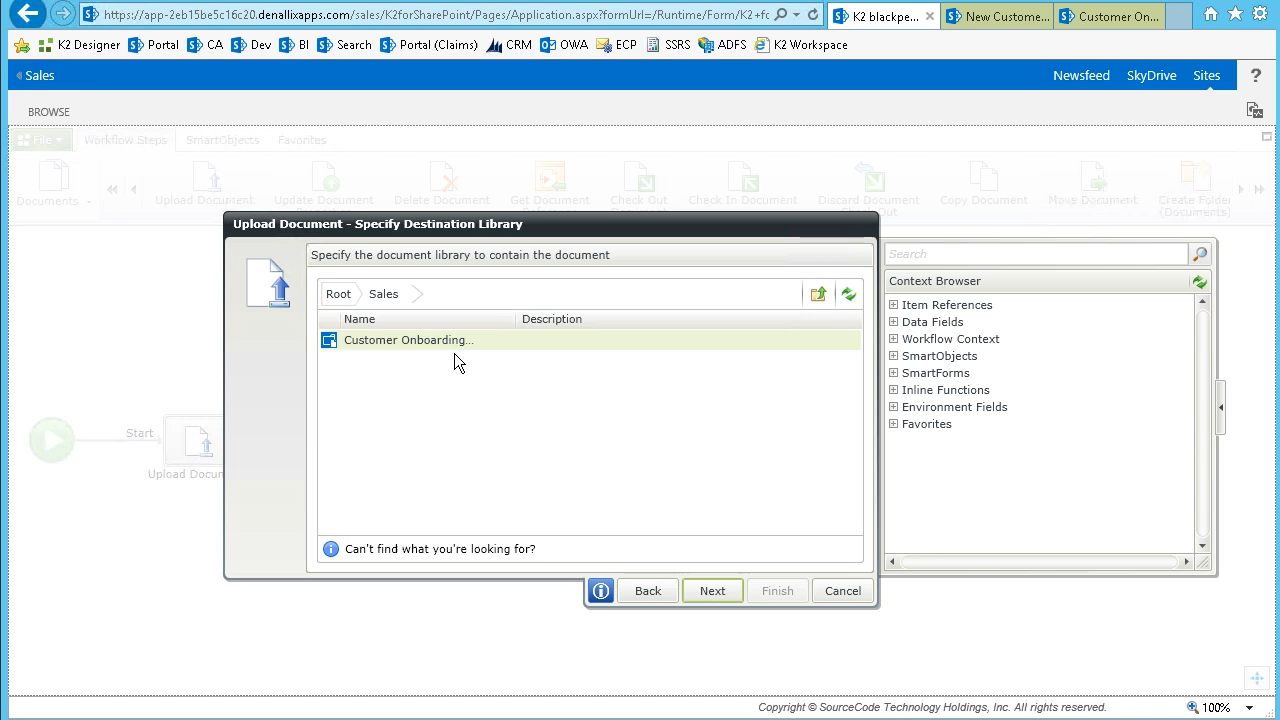 https://app-2eb15be5c16c20.denallixapps.com/sales/K2forSharePoint/Pages/Application.aspx?formUrl=/Runtime/Form/K2+fo
K2 blackpe...
New Custome...
Customer On...
K2 Designer
Portal
CA
Dev
BI
Search
Portal (Claims)
CRM
OWA
ECP
SSRS
ADFS
K2 Workspace
Sales
Newsfeed
SkyDrive
Sites
?
BROWSE
File
Workflow Steps
SmartObjects
Favorites
Documents
Upload Document
Update Document
Delete Document
Get Document
Check Out
Check In Document
Discard
Copy Document
Move Document
Create Folder
(Documents)
Upload Document - Specify Destination Library
Specify the document library to contain the document
Root
Sales
Name
Description
Customer Onboarding...
Can't find what you're looking for?
Back
Next
Finish
Cancel
Search
Context Browser
Item References
Data Fields
Workflow Context
SmartObjects
SmartForms
Inline Functions
Environment Fields
Favorites
Start
Upload Docum
Copyright © SourceCode Technology Holdings, Inc. All rights reserved.
100%